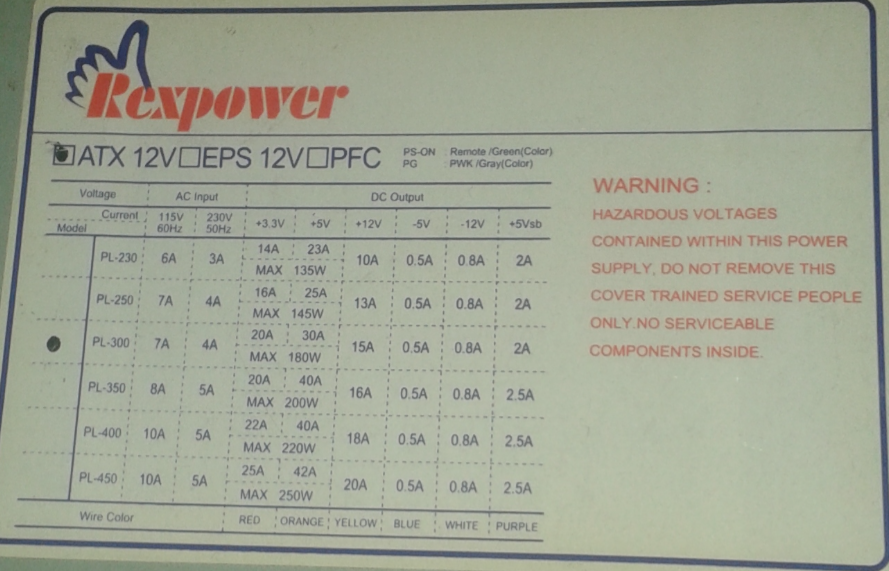 Rexpower
ATX 12V EPS 12V PFC
PS-ON : Remote /Green(Color)
PG : PWK /Gray(Color)
Voltage AC Input DC Output
Current 115V 60Hz 230V 50Hz +3.3V +5V +12V -5V -12V +5Vsb
Model
PL-230 6A 3A 14A 23A 10A 0.5A 0.8A 2A
MAX 135W
PL-250 7A 4A 16A 25A 13A 0.5A 0.8A 2A
MAX 145W
PL-300 7A 4A 20A 30A 15A 0.5A 0.8A 2A
MAX 180W
PL-350 8A 5A 20A 40A 16A 0.5A 0.8A 2.5A
MAX 200W
PL-400 10A 5A 22A 40A 18A 0.5A 0.8A 2.5A
MAX 220W
PL-450 10A 5A 25A 42A 20A 0.5A 0.8A 2.5A
MAX 250W
Wire Color RED ORANGE YELLOW BLUE WHITE PURPLE
WARNING :
HAZARDOUS VOLTAGES
CONTAINED WITHIN THIS POWER
SUPPLY, DO NOT REMOVE THIS
COVER TRAINED SERVICE PEOPLE
ONLY.NO SERVICEABLE
COMPONENTS INSIDE.